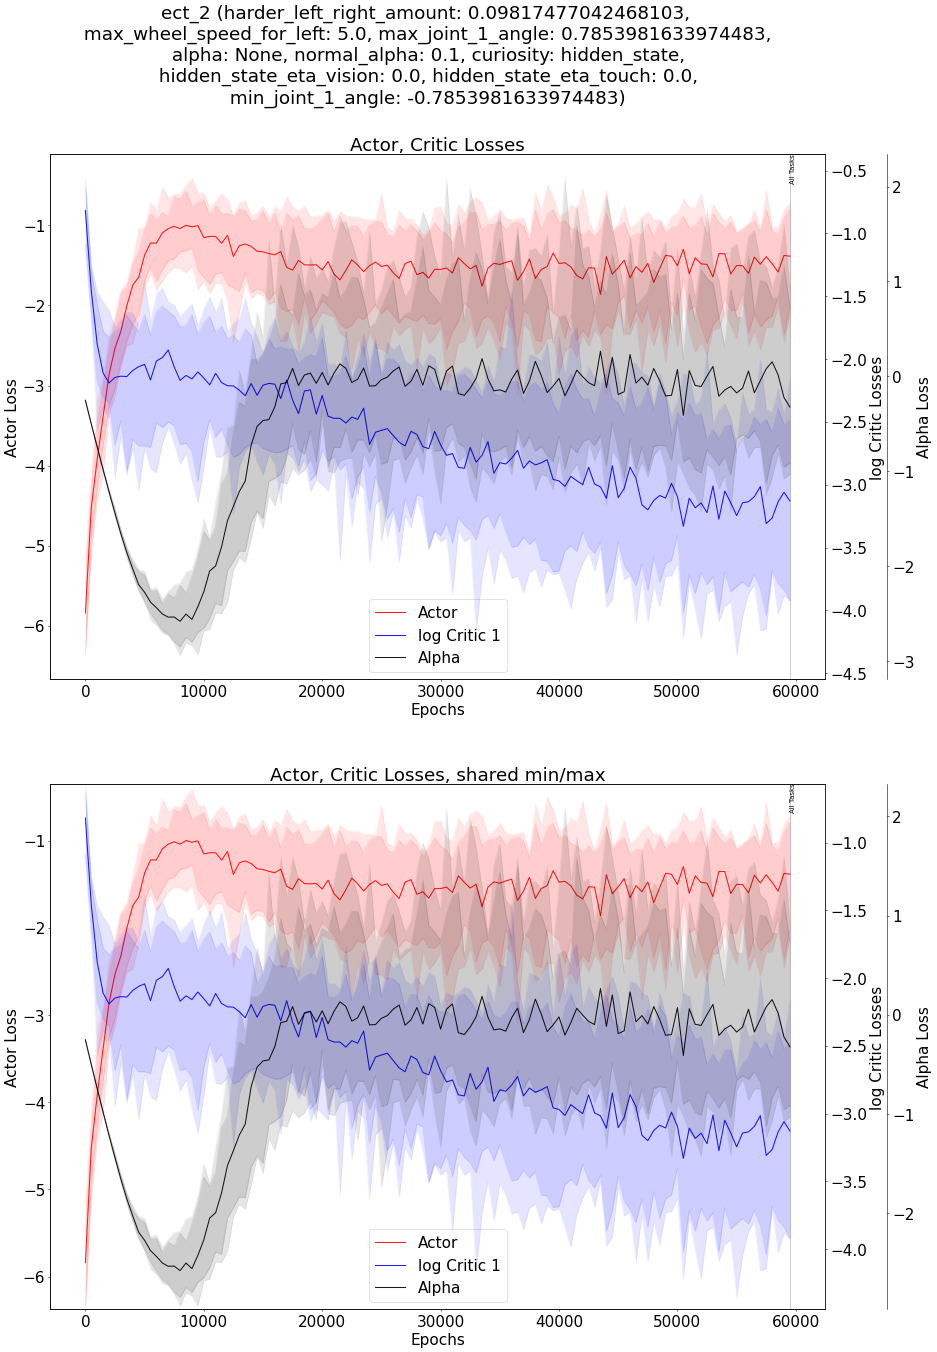 ect_2 (harder_left_right_amount: 0.09817477042468103,
max_wheel_speed_for_left: 5.0, max_joint_1_angle: 0.7853981633974483,
alpha: None, normal_alpha: 0.1, curiosity: hidden_state,
hidden_state_eta_vision: 0.0, hidden_state_eta_touch: 0.0,
min_joint_1_angle: -0.7853981633974483)
Actor, Critic Losses
All Tasks
Actor Loss
−1
−2
−3
−4
−5
−6
log Critic Losses
−0.5
−1.0
−1.5
−2.0
−2.5
−3.0
−3.5
−4.0
−4.5
Alpha Loss
2
1
0
−1
−2
−3
Actor
log Critic 1
Alpha
0 10000 20000 30000 40000 50000 60000
Epochs
Actor, Critic Losses, shared min/max
All Tasks
Actor Loss
−1
−2
−3
−4
−5
−6
log Critic Losses
−1.0
−1.5
−2.0
−2.5
−3.0
−3.5
−4.0
Alpha Loss
2
1
0
−1
−2
Actor
log Critic 1
Alpha
0 10000 20000 30000 40000 50000 60000
Epochs